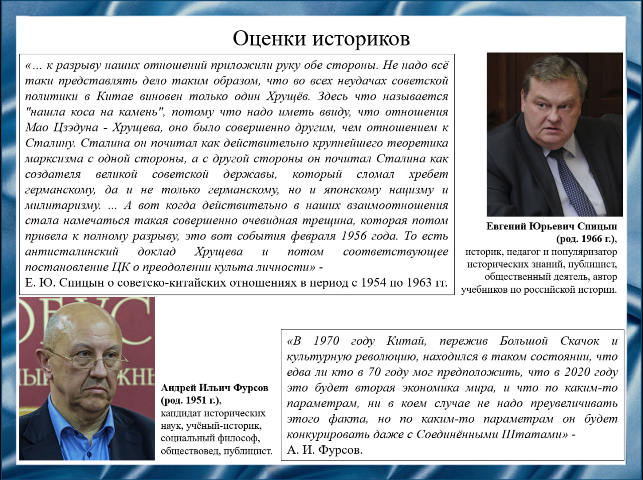 Оценки историков
«… к разрыву наших отношений приложили руку обе стороны. Не надо всё
таки представлять дело таким образом, что во всех неудачах советской
политики в Китае виновен только один Хрущёв. Здесь что называется
"нашла коса на камень", потому что надо иметь ввиду, что отношения
Мао Цзэдуна - Хрущева, оно было совершенно другим, чем отношением к
Сталину. Сталина он почитал как действительно крупнейшего теоретика
марксизма с одной стороны, а с другой стороны он почитал Сталина как
создателя великой советской державы, который сломал хребет
германскому, да и не только германскому, но и японскому нацизму и
милитаризму. … А вот когда действительно в наших взаимоотношения
стала намечаться такая совершенно очевидная трещина, которая потом
привела к полному разрыву, это вот события февраля 1956 года. То есть
антисталинский доклад Хрущева и потом соответствующее
постановление ЦК о преодолении культа личности» -
Е. Ю. Спицын о советско-китайских отношениях в период с 1954 по 1963 гг.
Евгений Юрьевич Спицын
(род. 1966 г.),
историк, педагог и популяризатор
исторических знаний, публицист,
общественный деятель, автор
учебников по российской истории.
Андрей Ильич Фурсов
(род. 1951 г.),
кандидат исторических
наук, учёный-историк,
социальный философ,
обществовед, публицист.
«В 1970 году Китай, пережив Большой Скачок и
культурную революцию, находился в таком состоянии, что
едва ли кто в 70 году мог предположить, что в 2020 году
это будет вторая экономика мира, и что по каким-то
параметрам, ни в коем случае не надо преувеличивать
этого факта, но по каким-то параметрам он будет
конкурировать даже с Соединёнными Штатами» -
А. И. Фурсов.